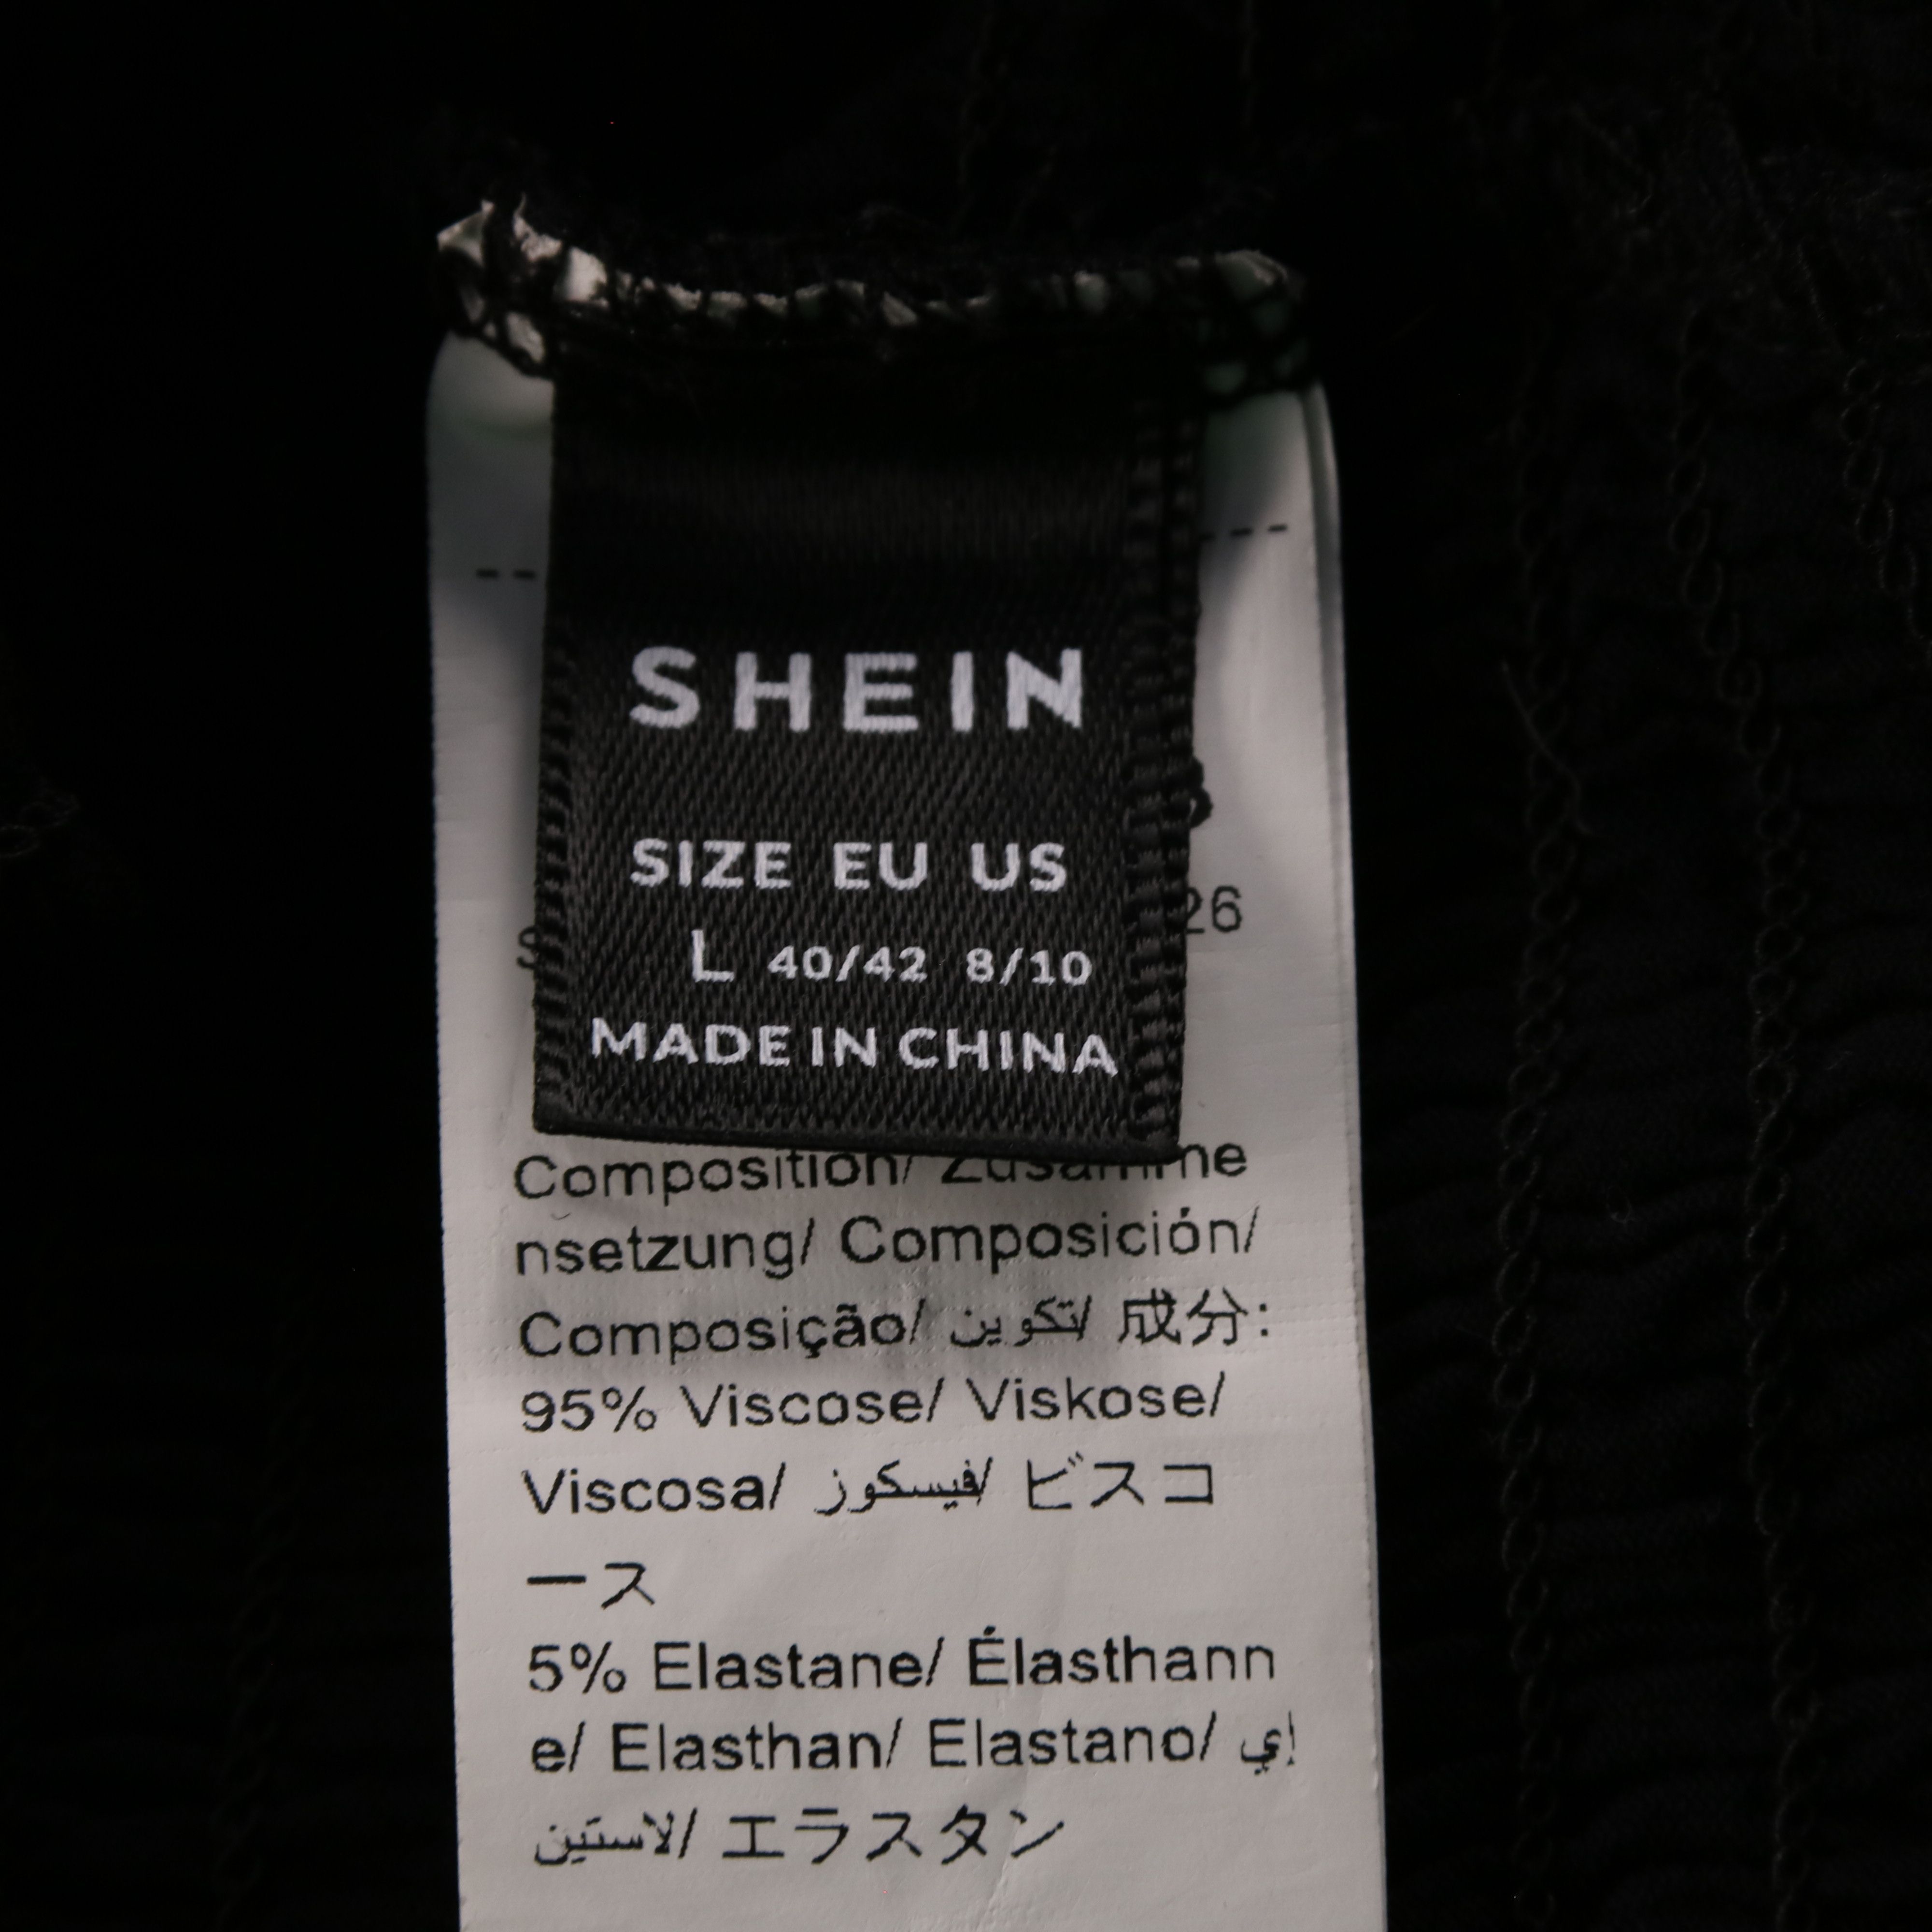 SHEIN
SIZE EU US
L 40/42 8/10
MADE IN CHINA
26
Composition/ Zusamme
nsetzung/ Composición/
Composição/ تكوين/ 成分:
95% Viscose/ Viskose/
Viscosa/ فيسكوز/ ビスコ
ース
5% Elastane/ Élasthann
e/ Elasthan/ Elastano/ إي
لاستين/ エラスタン